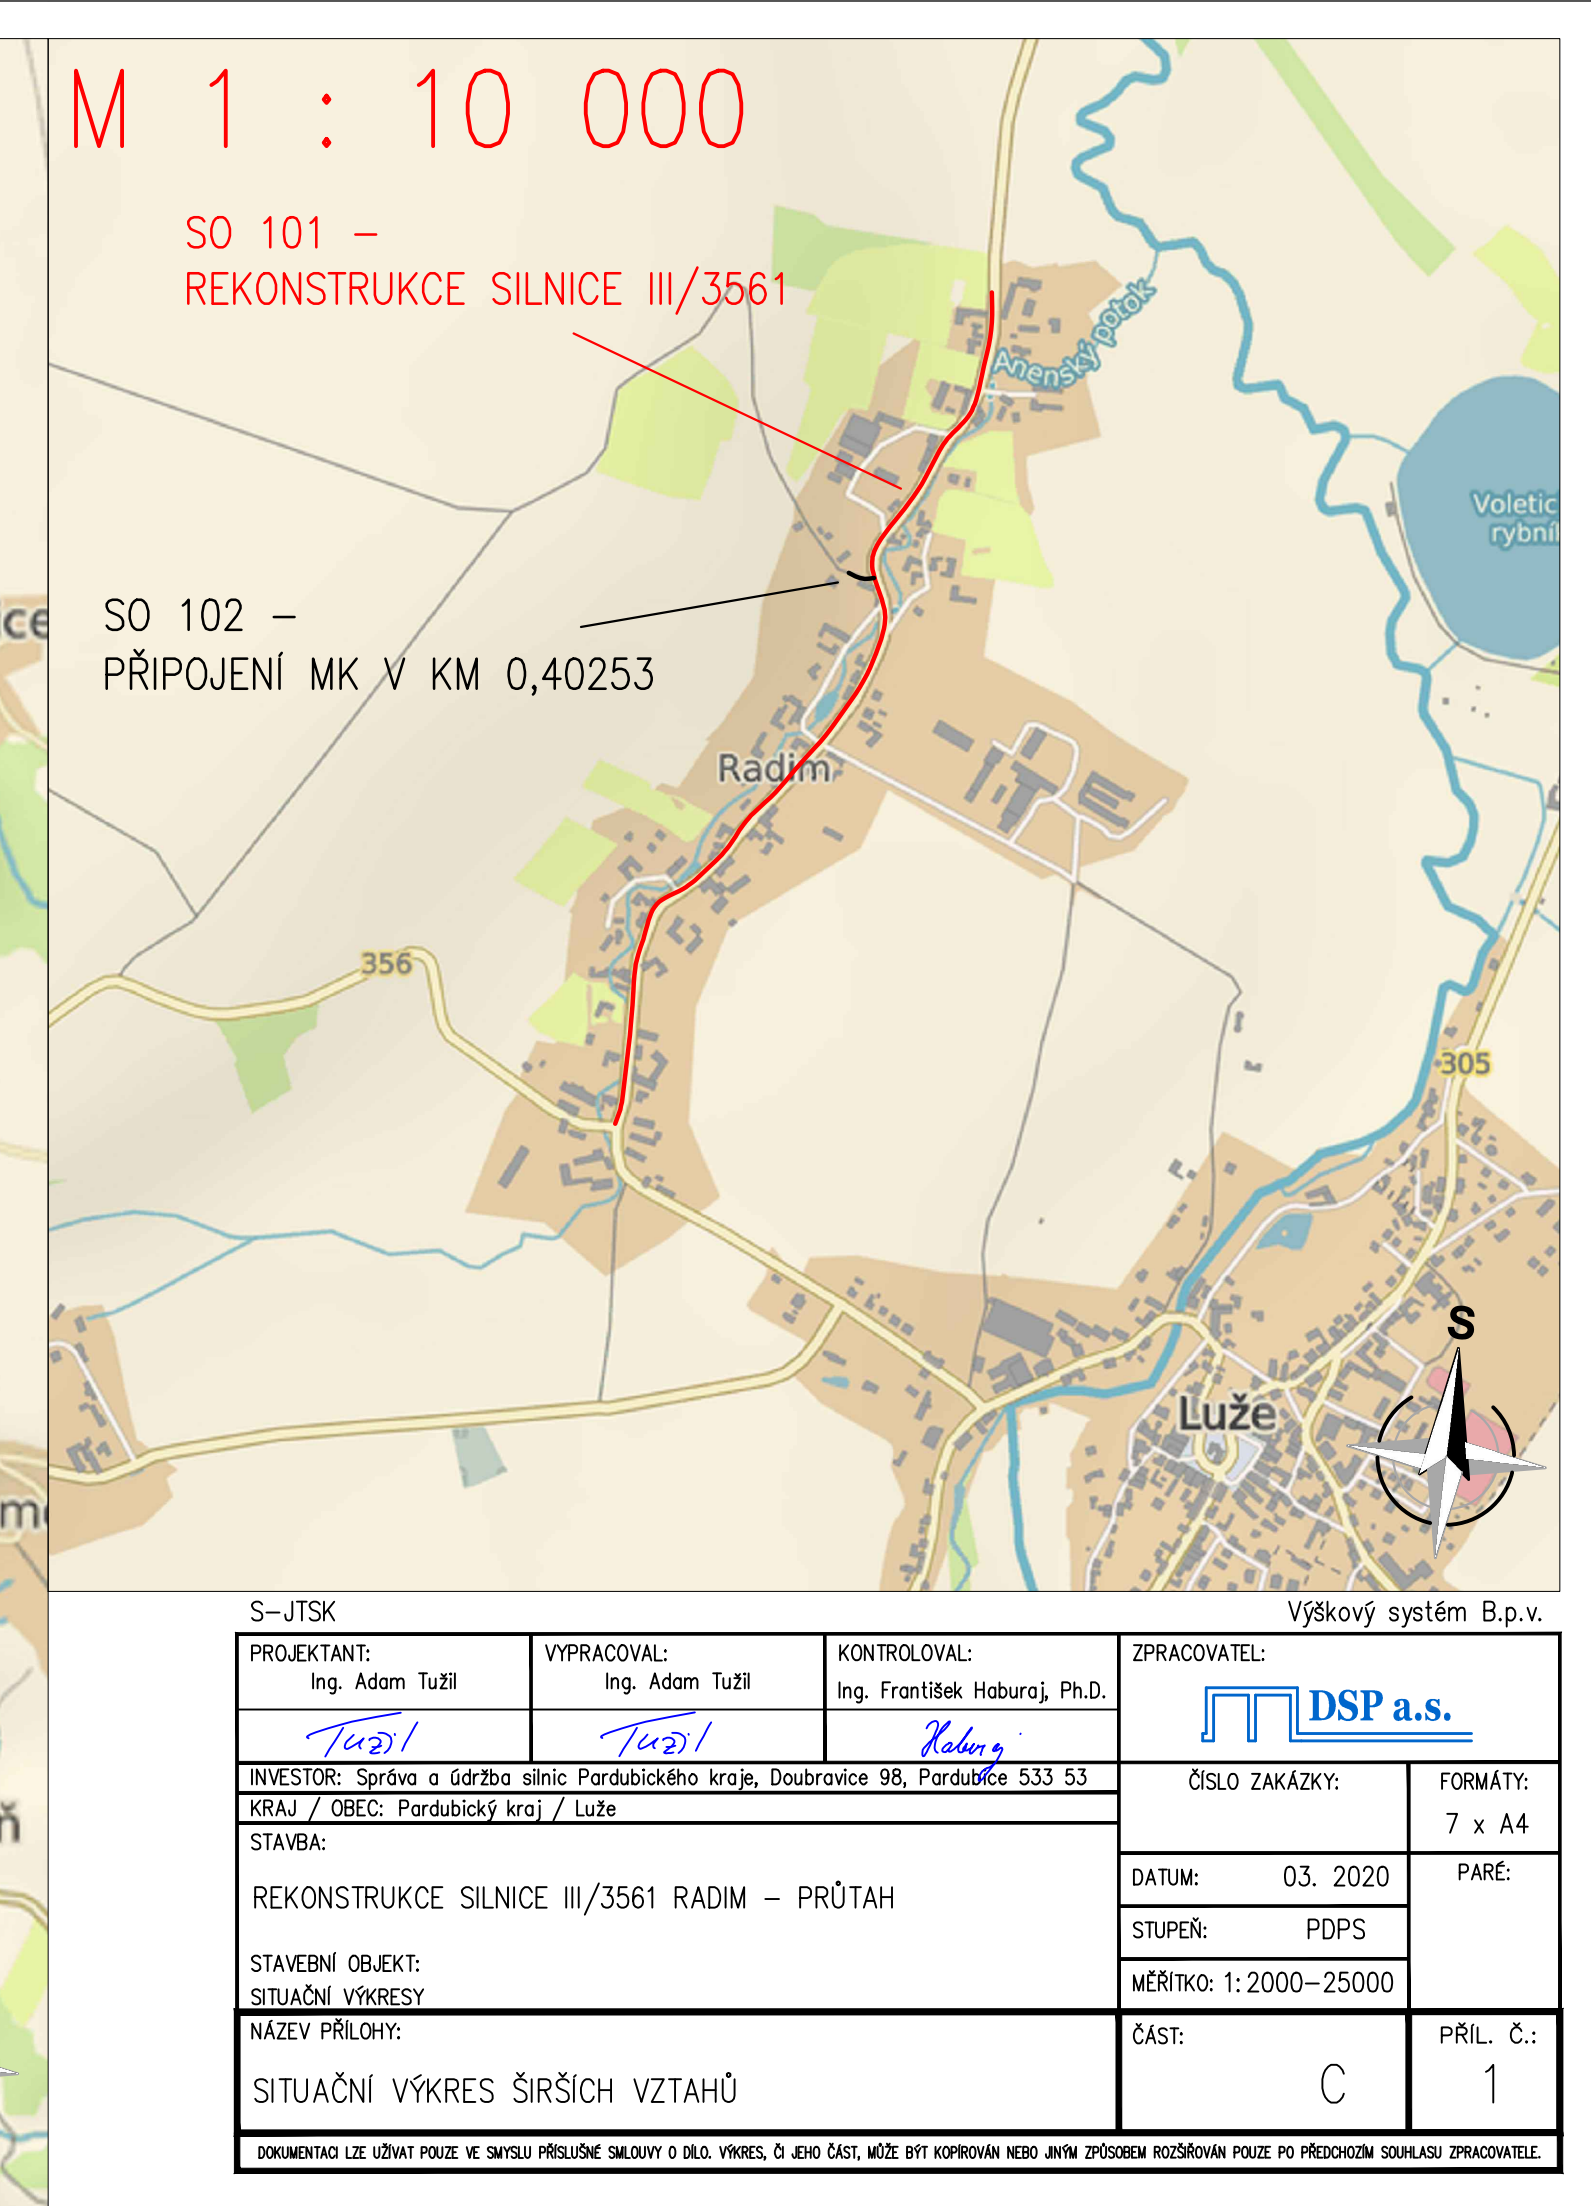 M 1 : 10 000
SO 101 –
REKONSTRUKCE SILNICE III/3561
Anenský potok
Voletic
rybní
ice
SO 102 –
PŘIPOJENÍ MK V KM 0,40253
Radim
356
305
S
Luže
S–JTSK
Výškový systém B.p.v.
PROJEKTANT:
Ing. Adam Tužil
Tužil
VYPRACOVAL:
Ing. Adam Tužil
Tužil
KONTROLOVAL:
Ing. František Haburaj, Ph.D.
Haburaj
ZPRACOVATEL:
DSP a.s.
INVESTOR: Správa a údržba silnic Pardubického kraje, Doubravice 98, Pardubice 533 53
KRAJ / OBEC: Pardubický kraj / Luže
ČÍSLO ZAKÁZKY:
FORMÁTY:
7 x A4
STAVBA:
REKONSTRUKCE SILNICE III/3561 RADIM – PRŮTAH
DATUM: 03. 2020
PARÉ:
STUPEŇ: PDPS
STAVEBNÍ OBJEKT:
SITUAČNÍ VÝKRESY
MĚŘÍTKO: 1:2000–25000
NÁZEV PŘÍLOHY:
SITUAČNÍ VÝKRES ŠIRŠÍCH VZTAHŮ
ČÁST:
C
PŘÍL. Č.:
1
DOKUMENTACI LZE UŽÍVAT POUZE VE SMYSLU PŘÍSLUŠNÉ SMLOUVY O DÍLO. VÝKRES, ČI JEHO ČÁST, MŮŽE BÝT KOPÍROVÁN NEBO JINÝM ZPŮSOBEM ROZŠIŘOVÁN POUZE PO PŘEDCHOZÍM SOUHLASU ZPRACOVATELE.